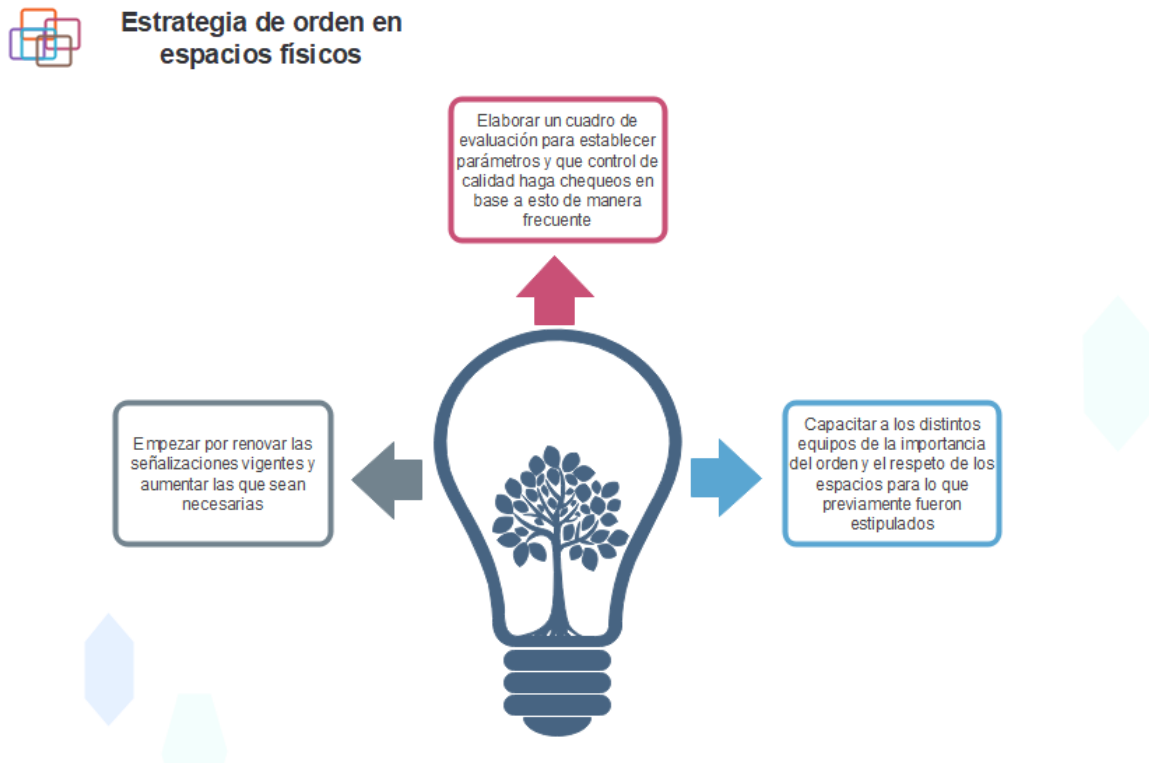 Estrategia de orden en
espacios físicos
Elaborar un cuadro de
evaluación para establecer
parámetros y que control de
calidad haga chequeos en
base a esto de manera
frecuente
Empezar por renovar las
señalizaciones vigentes y
aumentar las que sean
necesarias
Capacitar a los distintos
equipos de la importancia
del orden y el respeto de los
espacios para lo que
previamente fueron
estipulados